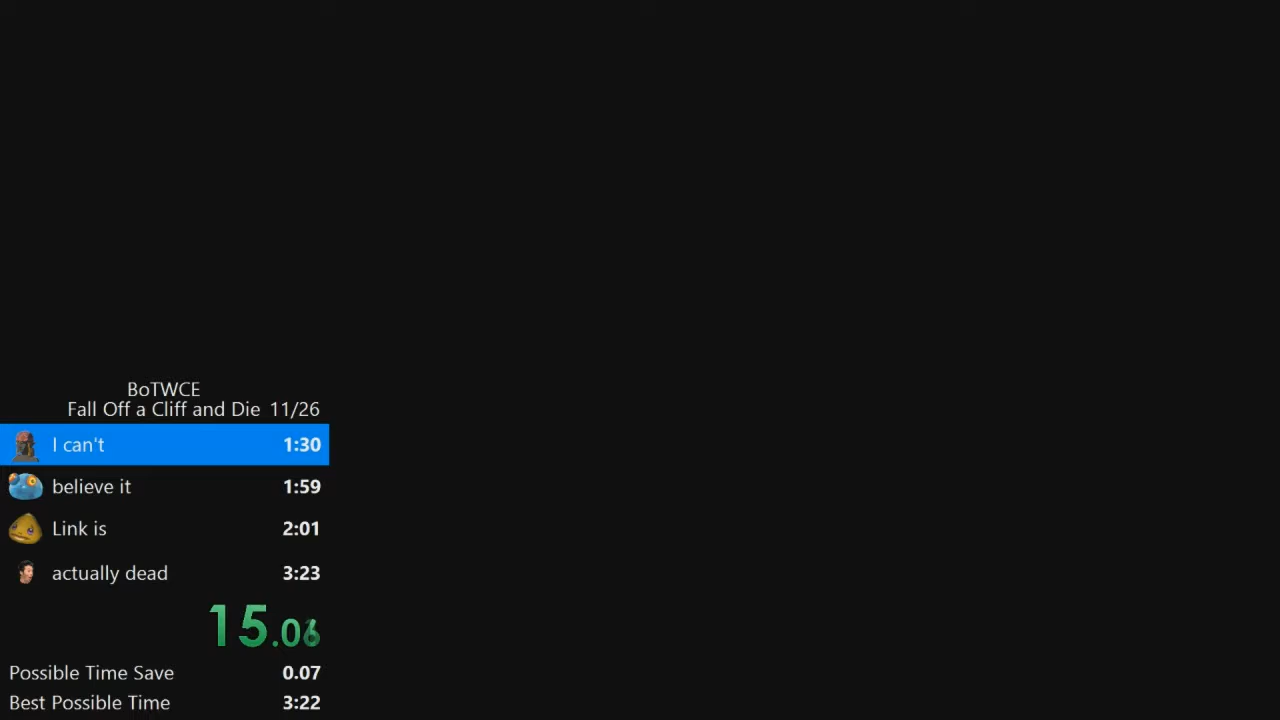 BoTWCE
Fall Off a Cliff and Die 11/26
I can't 1:30
believe it 1:59
Link is 2:01
actually dead 3:23
15.06
Possible Time Save 0.07
Best Possible Time 3:22